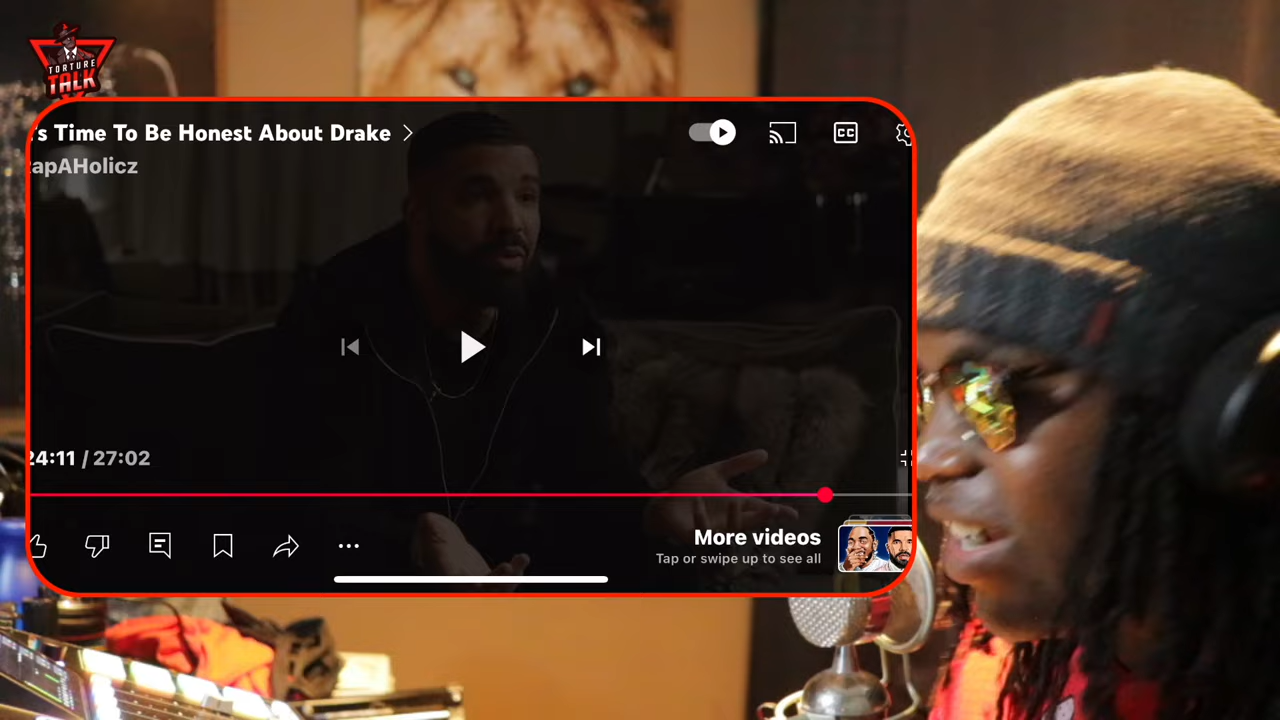 TORTURE
TALK
's Time To Be Honest About Drake
apAHolicz
CC
24:11 / 27:02
More videos
Tap or swipe up to see all